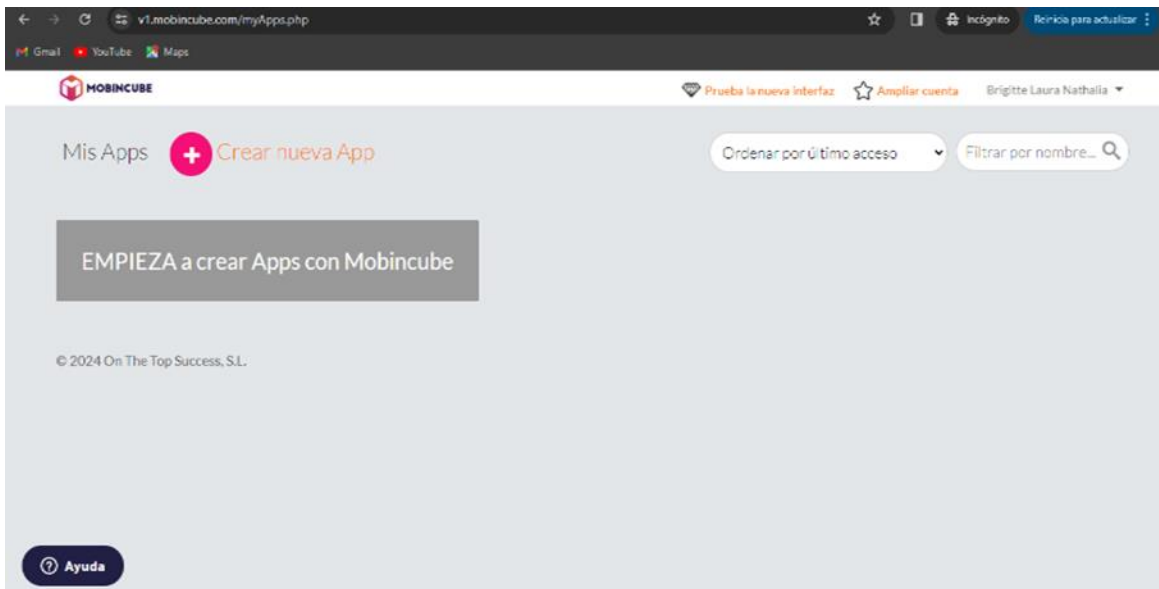 v1.mobincube.com/myApps.php
Incógnito
Reinicia para actualizar
Gmail YouTube Maps
MOBINCUBE
Prueba la nueva interfaz
Ampliar cuenta
Brigitte Laura Nathalia
Mis Apps
+ Crear nueva App
Ordenar por último acceso
Filtrar por nombre...
EMPIEZA a crear Apps con Mobincube
© 2024 On The Top Success, S.L.
? Ayuda